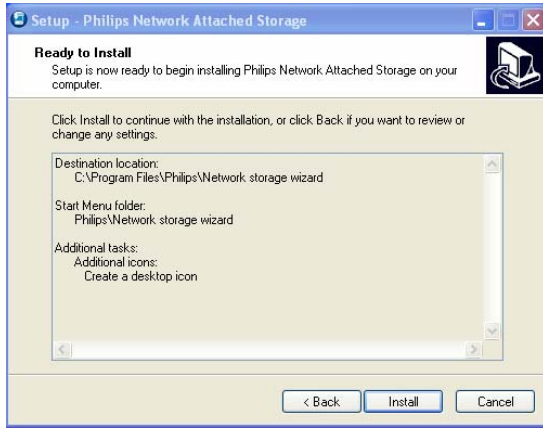 Setup - Philips Network Attached Storage
Ready to Install
Setup is now ready to begin installing Philips Network Attached Storage on your
computer.
Click Install to continue with the installation, or click Back if you want to review or
change any settings.
Destination location:
C:\Program Files\Philips\Network storage wizard
Start Menu folder:
Philips\Network storage wizard
Additional tasks:
Additional icons:
Create a desktop icon
< Back
Install
Cancel